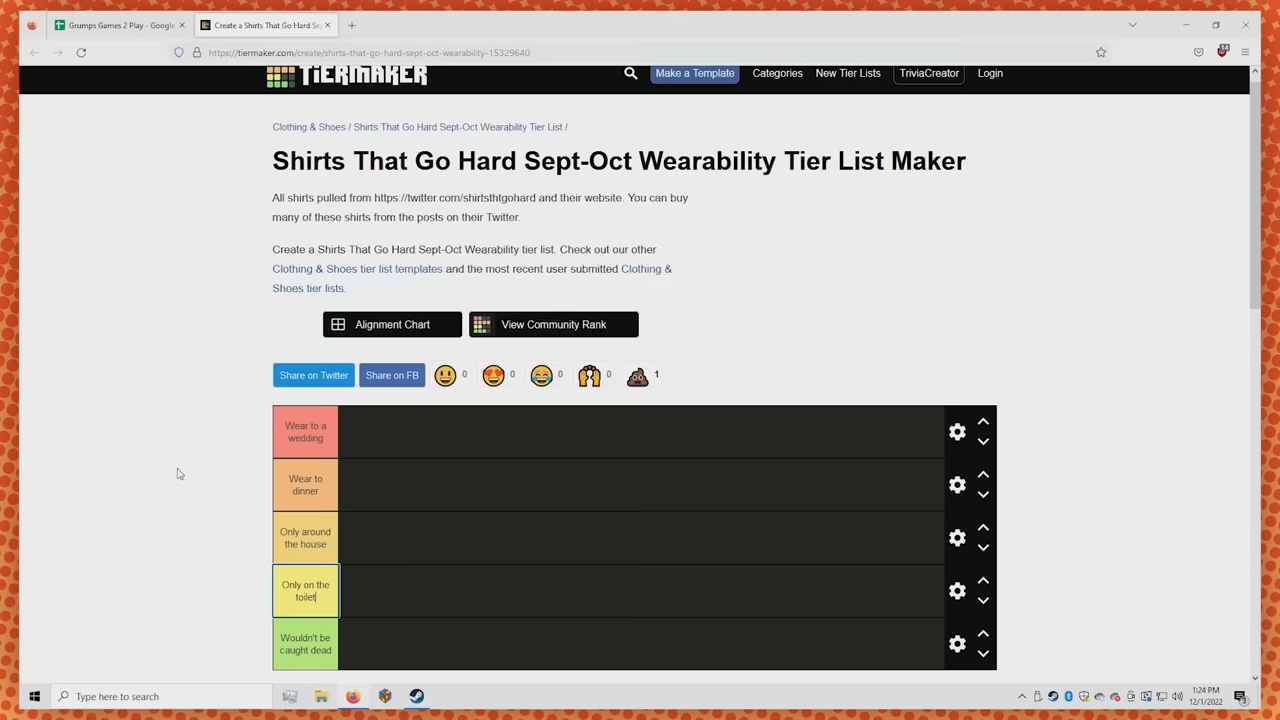 Grumps Games 2 Play - Google
Create a Shirts That Go Hard Se
https://tiermaker.com/create/shirts-that-go-hard-sept-oct-wearability-15329640
TiERMAKER
Make a Template
Categories
New Tier Lists
TriviaCreator
Login
Clothing & Shoes / Shirts That Go Hard Sept-Oct Wearability Tier List /
Shirts That Go Hard Sept-Oct Wearability Tier List Maker
All shirts pulled from https://twitter.com/shirtsthtgohard and their website. You can buy
many of these shirts from the posts on their Twitter.
Create a Shirts That Go Hard Sept-Oct Wearability tier list. Check out our other
Clothing & Shoes tier list templates and the most recent user submitted Clothing &
Shoes tier lists.
Alignment Chart
View Community Rank
Share on Twitter
Share on FB
0
0
0
0
1
Wear to a
wedding
Wear to
dinner
Only around
the house
Only on the
toilet
Wouldn't be
caught dead
Type here to search
1:24 PM
12/1/2022